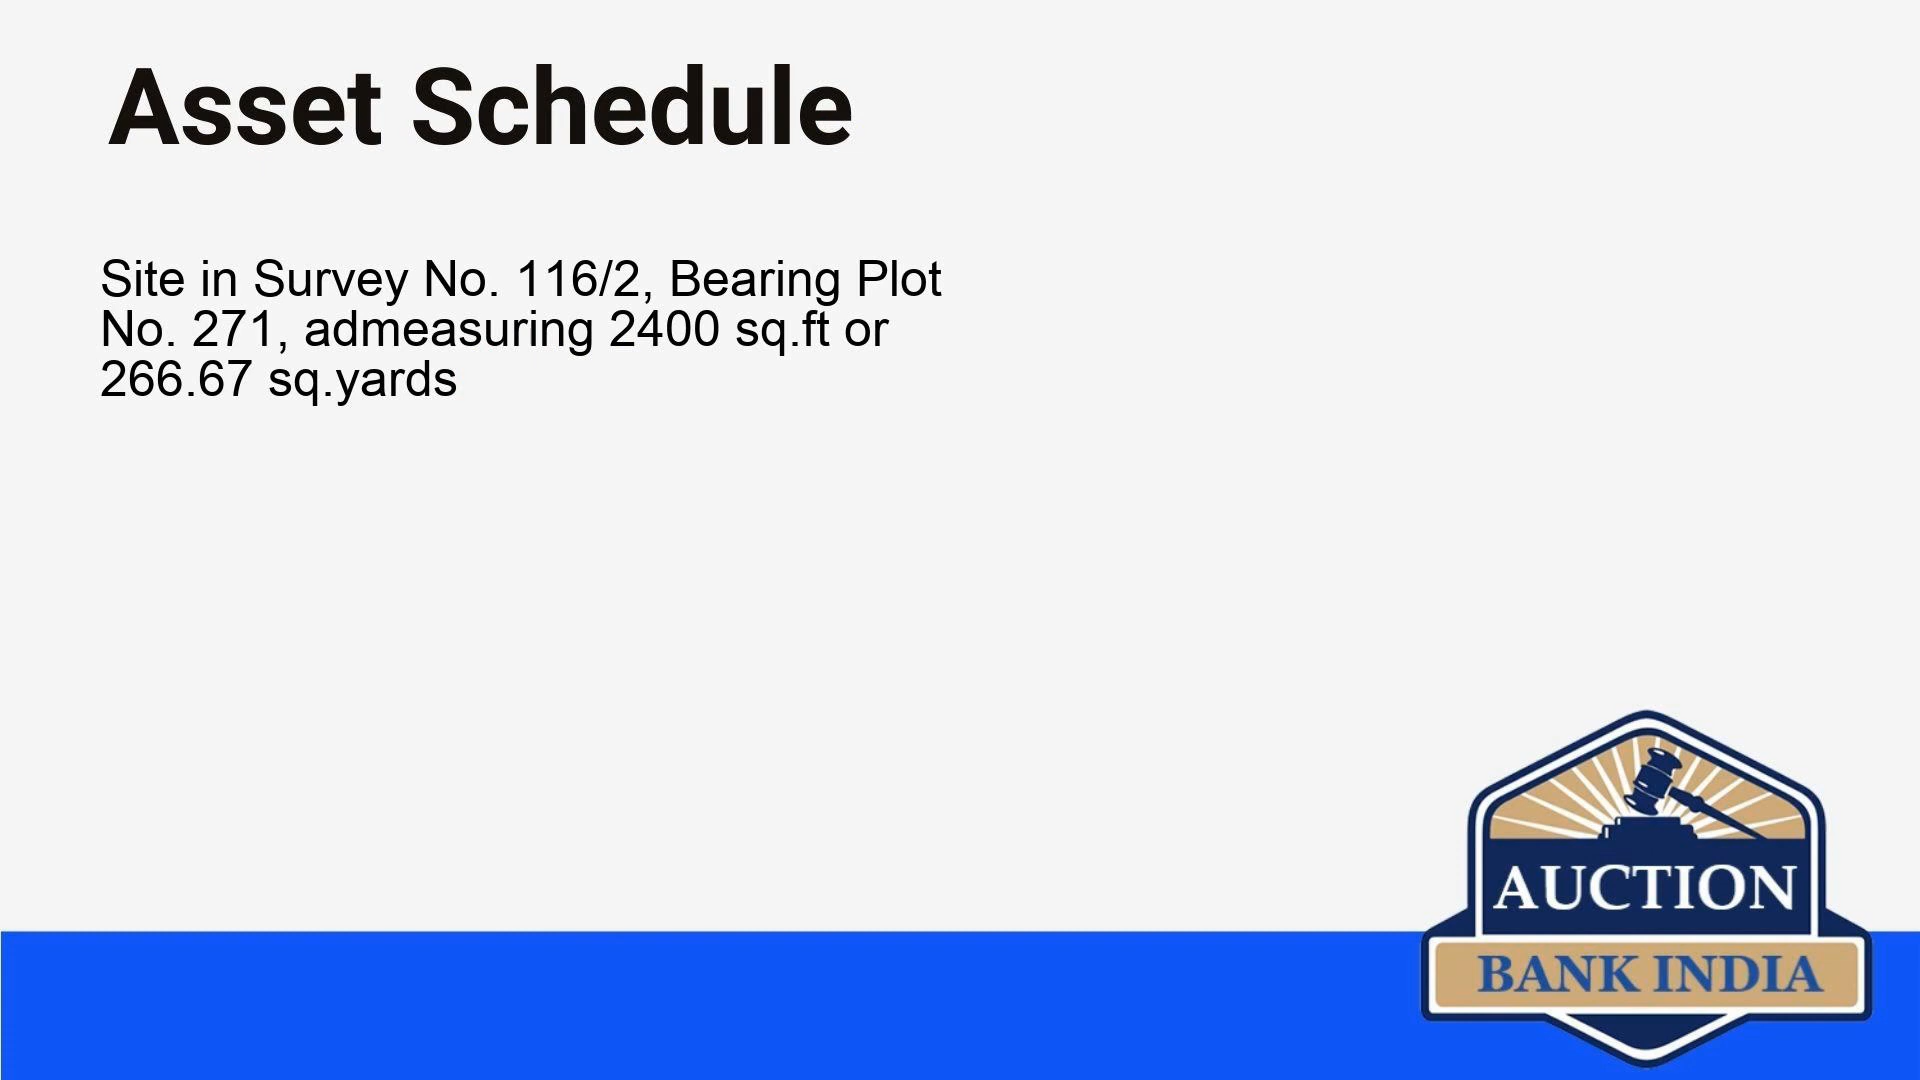 Asset Schedule
Site in Survey No. 116/2, Bearing Plot
No. 271, admeasuring 2400 sq.ft or
266.67 sq.yards
AUCTION
BANK INDIA